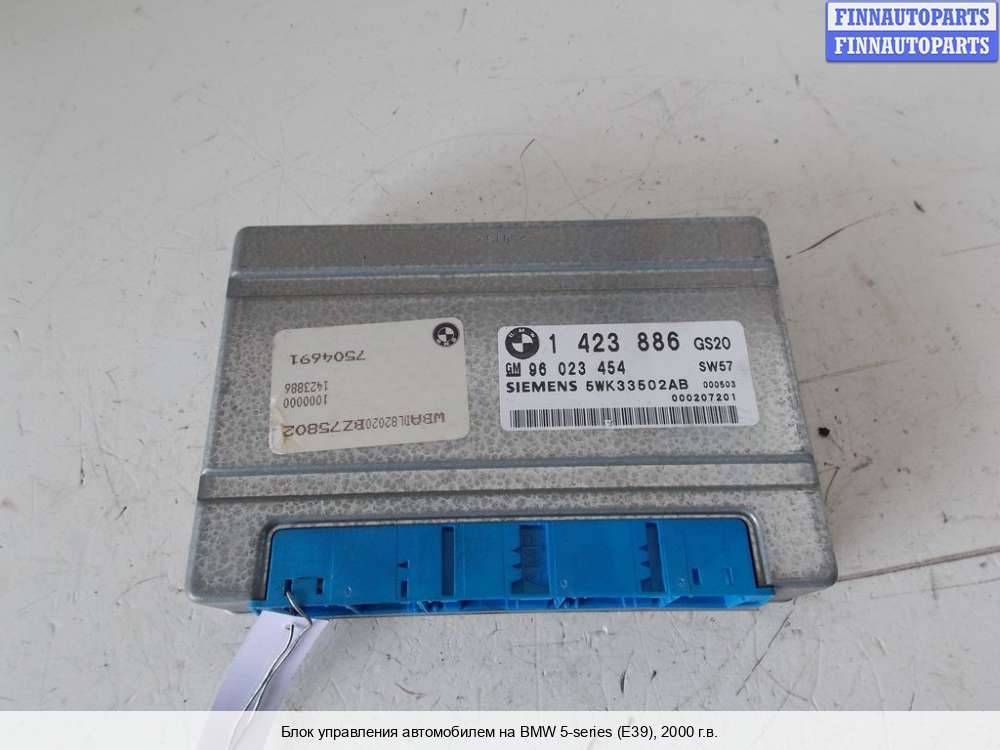 FINNAUTOPARTS
FINNAUTOPARTS
1 423 886 GS20
GM 96 023 454 SW57
SIEMENS 5WK33502AB 000503
000207201
7504691
1423886
1000000
WBADL82020BZ75802
Блок управления автомобилем на BMW 5-series (E39), 2000 г.в.